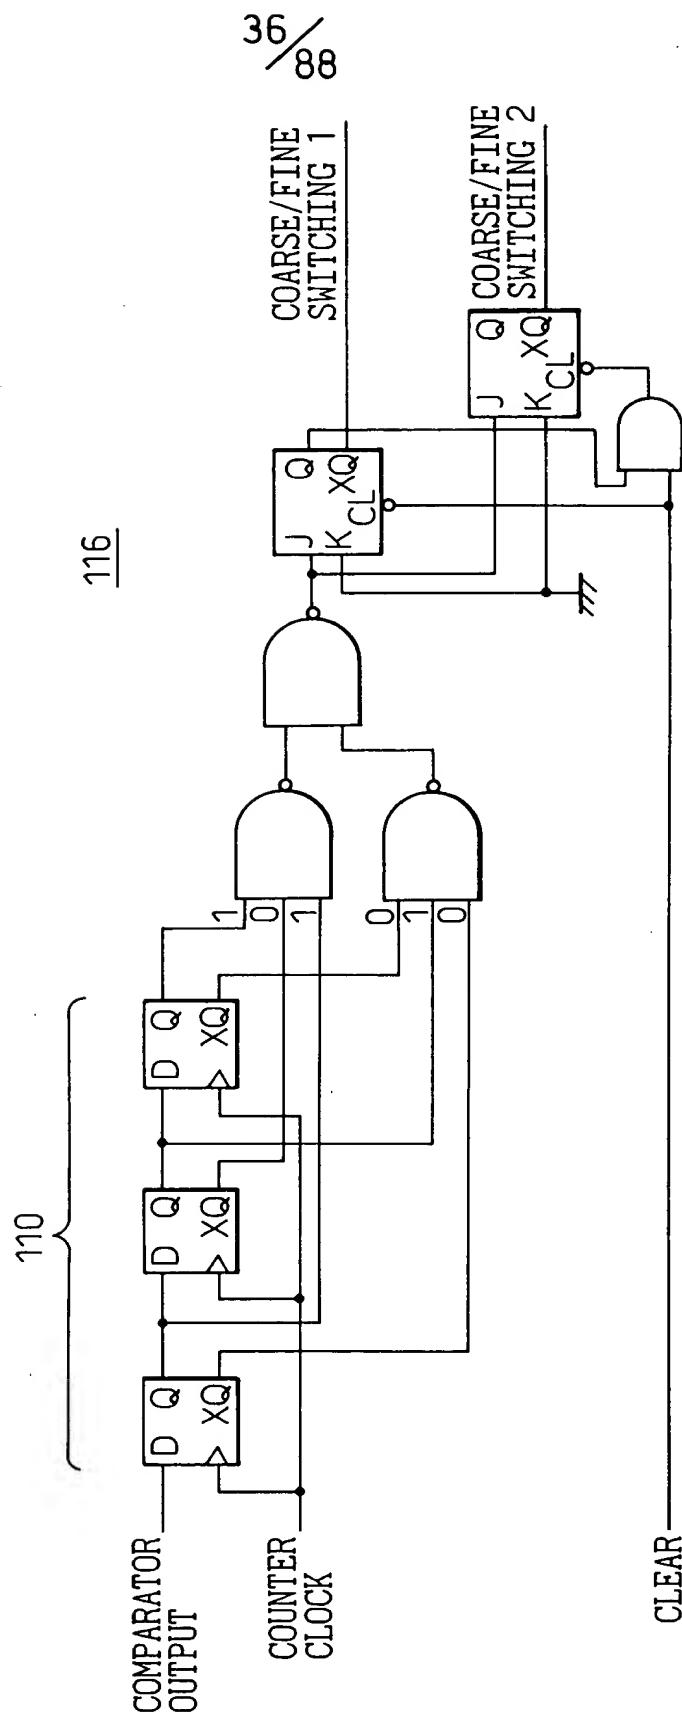 36/88
116
110
COMPARATOR
OUTPUT
COUNTER
CLOCK
CLEAR
D Q
XQ
D Q
XQ
D Q
XQ
1
0
1
0
1
0
J Q
K XQ
CL
J Q
K XQ
CL
COARSE/FINE
SWITCHING 1
COARSE/FINE
SWITCHING 2